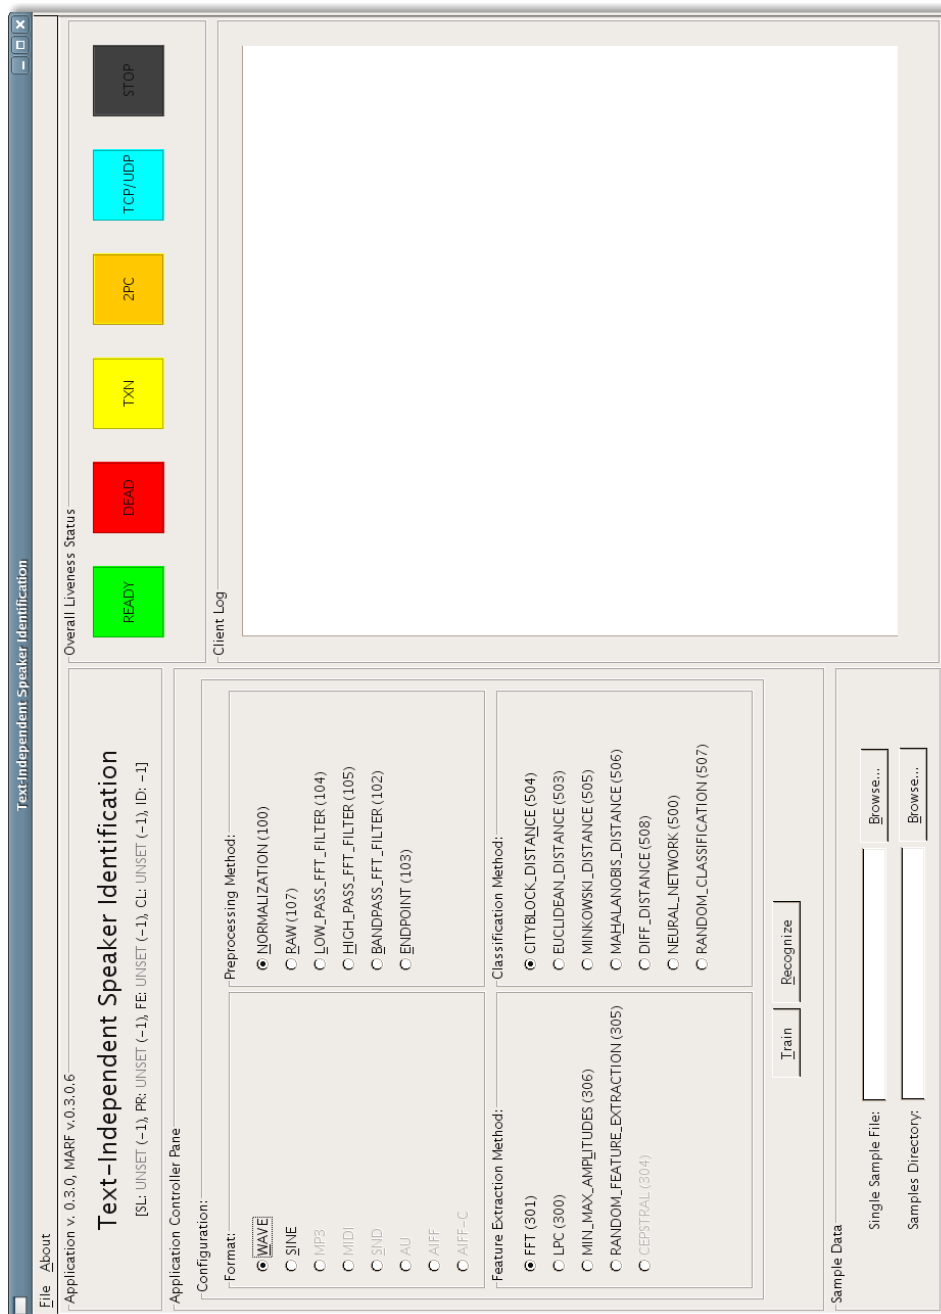 Text-Independent Speaker Identification
File About
Application v. 0.3.0, MARF v.0.3.0.6
Text-Independent Speaker Identification
[SL: UNSET (-1), PR: UNSET (-1), FE: UNSET (-1), CL: UNSET (-1), ID: -1]
Overall Liveness Status
READY DEAD TXN 2PC TCP/UDP STOP
Application Controller Pane
Configuration:
Format:
WAVE
SINE
MP3
MIDI
SND
AU
AIFF
AIFF-C
Preprocessing Method:
NORMALIZATION (100)
RAW (107)
LOW_PASS_FFT_FILTER (104)
HIGH_PASS_FFT_FILTER (105)
BANDPASS_FFT_FILTER (102)
ENDPOINT (103)
Feature Extraction Method:
FFT (301)
LPC (300)
MIN_MAX_AMPLITUDES (306)
RANDOM_FEATURE_EXTRACTION (305)
CEPSTRAL (304)
Classification Method:
CITYBLOCK_DISTANCE (504)
EUCLIDEAN_DISTANCE (503)
MINKOWSKI_DISTANCE (505)
MAHALANOBIS_DISTANCE (506)
DIFF_DISTANCE (508)
NEURAL_NETWORK (500)
RANDOM_CLASSIFICATION (507)
Train Recognize
Client Log
Sample Data
Single Sample File: Browse...
Samples Directory: Browse...